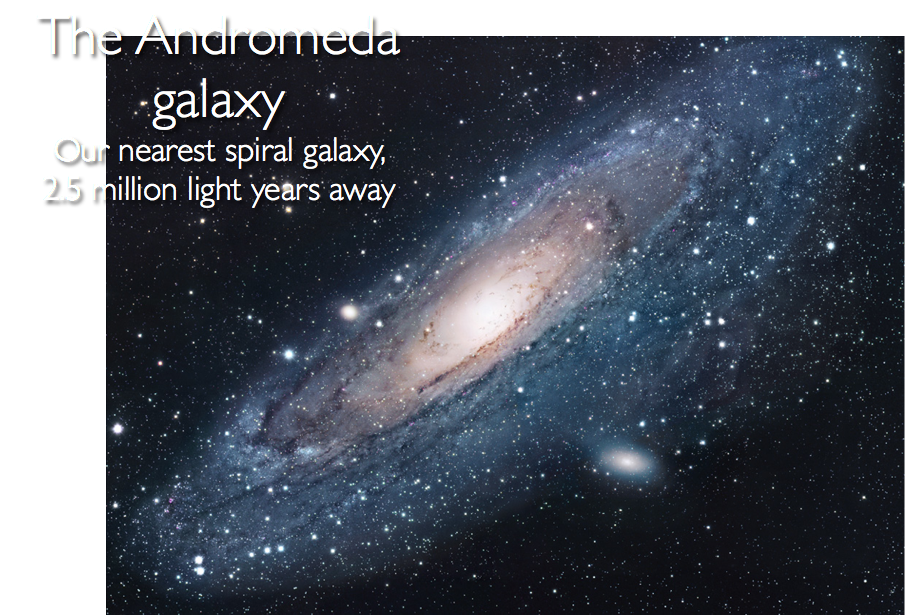 The Andromeda
galaxy
Our nearest spiral galaxy,
2.5 million light years away